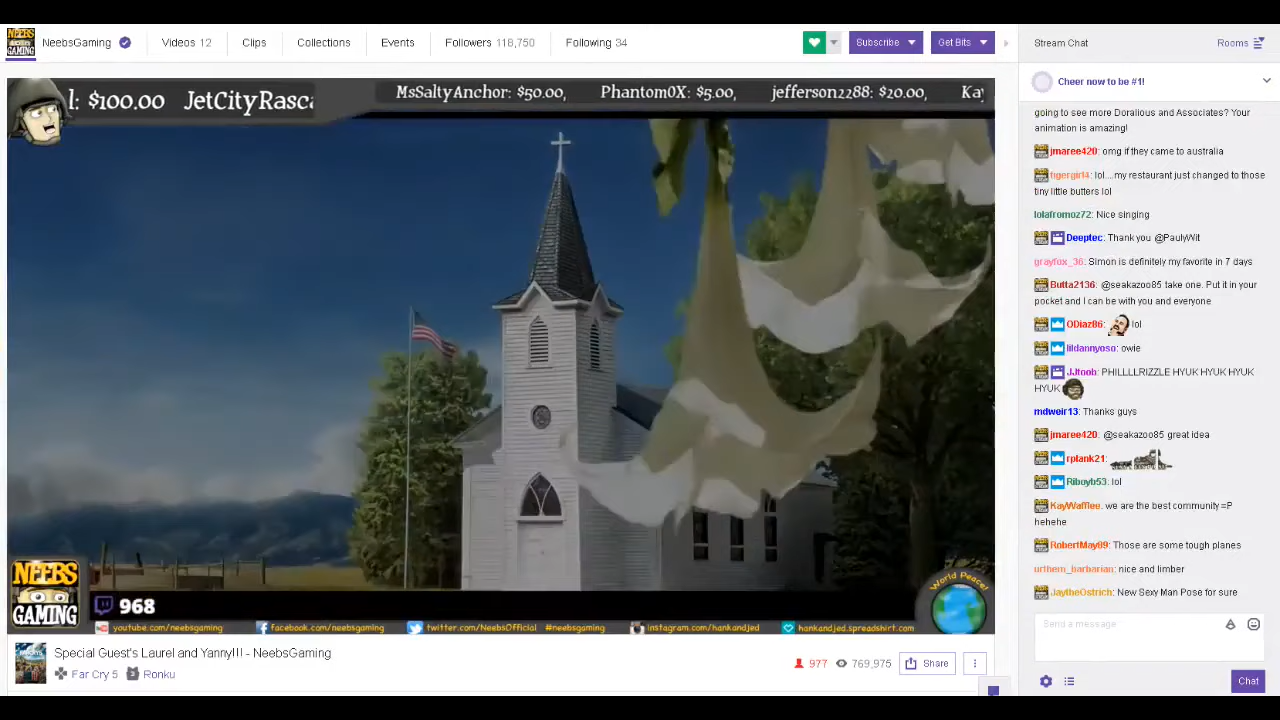 NeebsGaming
Videos 12
Clips
Collections
Events
Followers 118,750
Following 34
Subscribe
Get Bits
Stream Chat
Rooms
l: $100.00 JetCityRasca
MsSaltyAnchor: $50.00, Phantom0X: $5.00, jefferson2288: $20.00, Kay
NEEBS
GAMING
968
World Peace!
youtube.com/neebsgaming
facebook.com/neebsgaming
twitter.com/NeebsOfficial #neebsgaming
instagram.com/hankandjed
hankandjed.spreadshirt.com
Special Guest's Laurel and Yanny!!! - NeebsGaming
Far Cry 5 Ronku
977 769,975 Share
Cheer now to be #1!
going to see more Doralious and Associates? Your
animation is amazing!
jmaree420: omg if they came to australia
tigergirl4: lol....my restaurant just changed to those
tiny little butters lol
lolafromoz72: Nice singing
Deeptec: Thank you @PaulyWit
grayfox_36: Simon is definitely my favorite in 7 days
Butta2136: @seakazoo85 take one. Put it in your
pocket and I can be with you and everyone
ODiaz86: lol
lildannyoso: owie
JJtoob: PHILLLLRIZZLE HYUK HYUK HYUK
HYUK
mdweir13: Thanks guys
jmaree420: @seakazoo85 great idea
rplank21:
Riboyb53: lol
KayWafflee: we are the best community =P
hehehe
RobertMay89: Those are some tough planes
urthern_barbarian: nice and limber
JaytheOstrich: New Sexy Man Pose for sure
Send a message
Chat